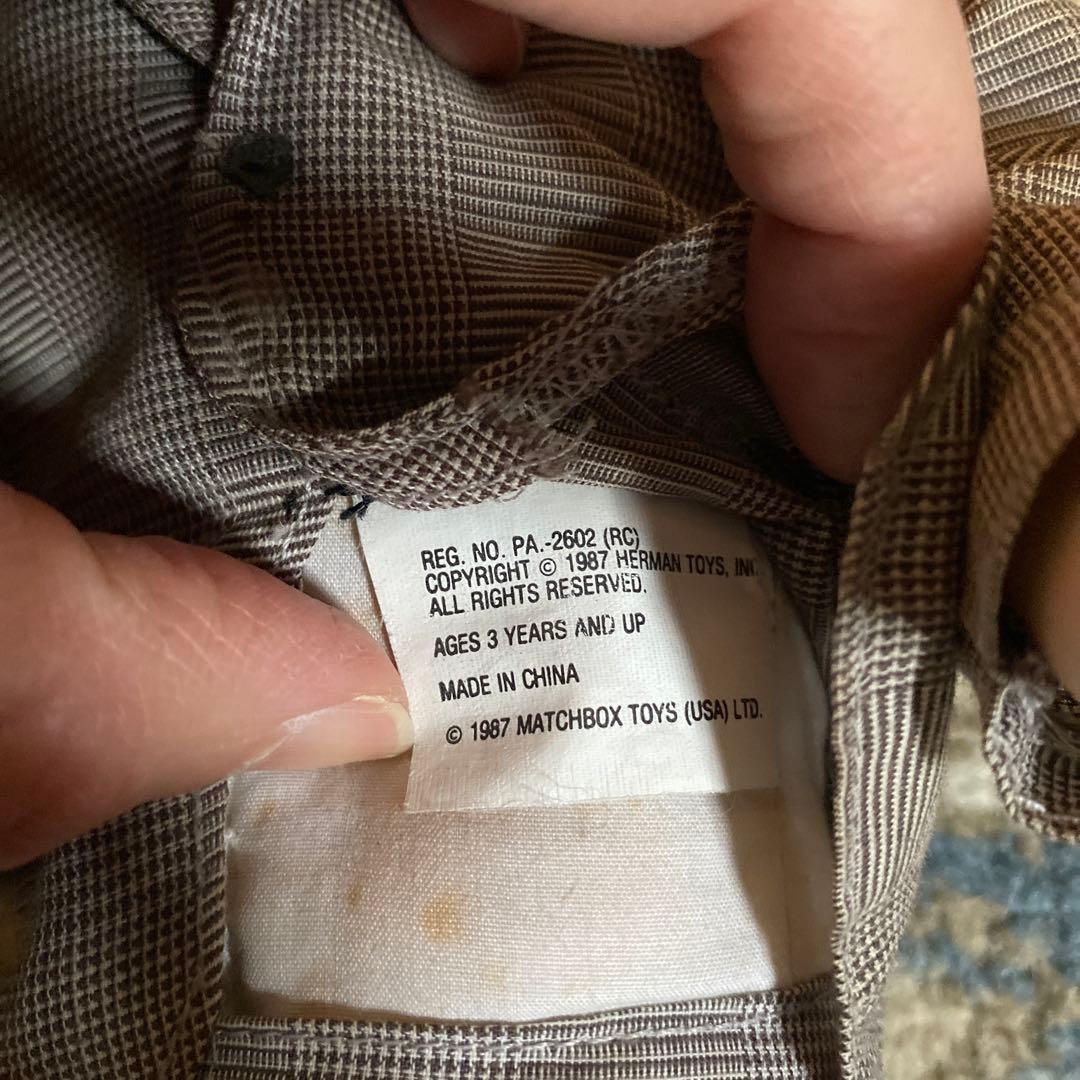 REG. NO. PA.-2602 (RC)
COPYRIGHT © 1987 HERMAN TOYS, INC.
ALL RIGHTS RESERVED.
AGES 3 YEARS AND UP
MADE IN CHINA
© 1987 MATCHBOX TOYS (USA) LTD.